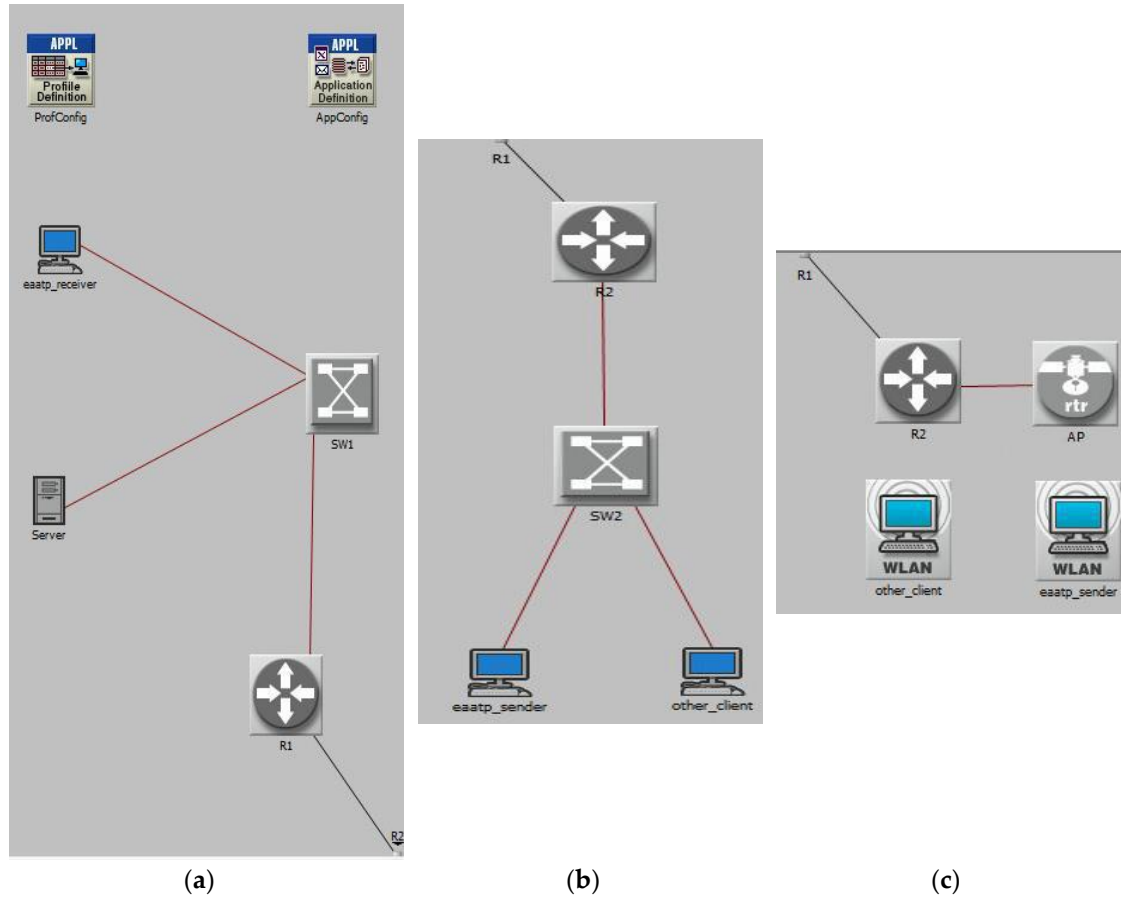 APPL
Profile
Definition
ProfConfig
APPL
Application
Definition
AppConfig
eaatp_receiver
SW1
Server
R1
R2
(a)
R1
R2
SW2
eaatp_sender
other_client
(b)
R1
R2
rtr
AP
WLAN
other_client
WLAN
eaatp_sender
(c)